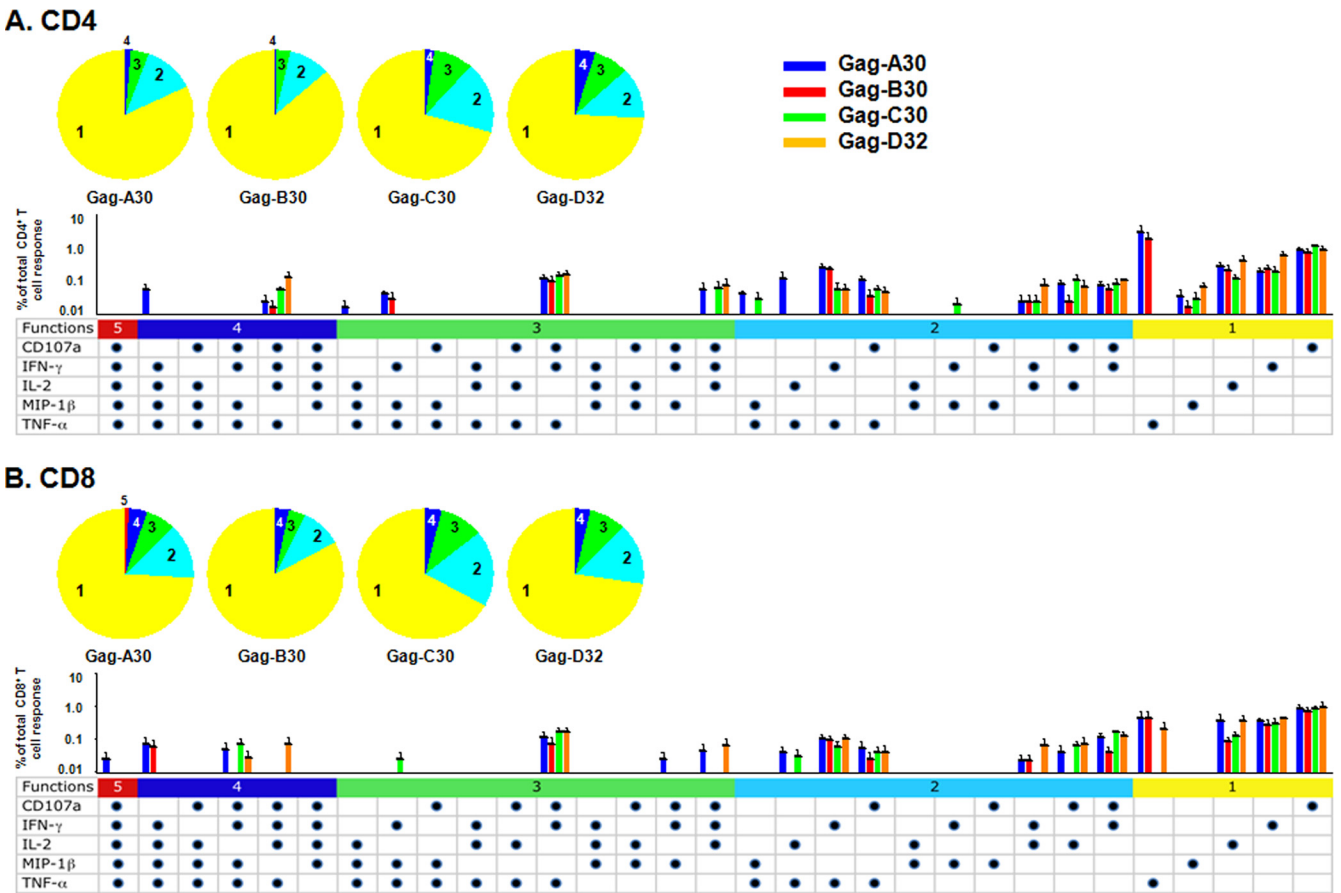 A. CD4
4
3
2
1
Gag-A30
4
3
2
1
Gag-B30
4
3
2
1
Gag-C30
4
3
2
1
Gag-D32
Gag-A30
Gag-B30
Gag-C30
Gag-D32
% of total CD4⁺ T
cell response
10
1.0
0.1
0.01
Functions 5 4 3 2 1
CD107a
IFN-γ
IL-2
MIP-1β
TNF-α
B. CD8
5
4
3
2
1
Gag-A30
4
3
2
1
Gag-B30
4
3
2
1
Gag-C30
4
3
2
1
Gag-D32
% of total CD8⁺ T
cell response
10
1.0
0.1
0.01
Functions 5 4 3 2 1
CD107a
IFN-γ
IL-2
MIP-1β
TNF-α